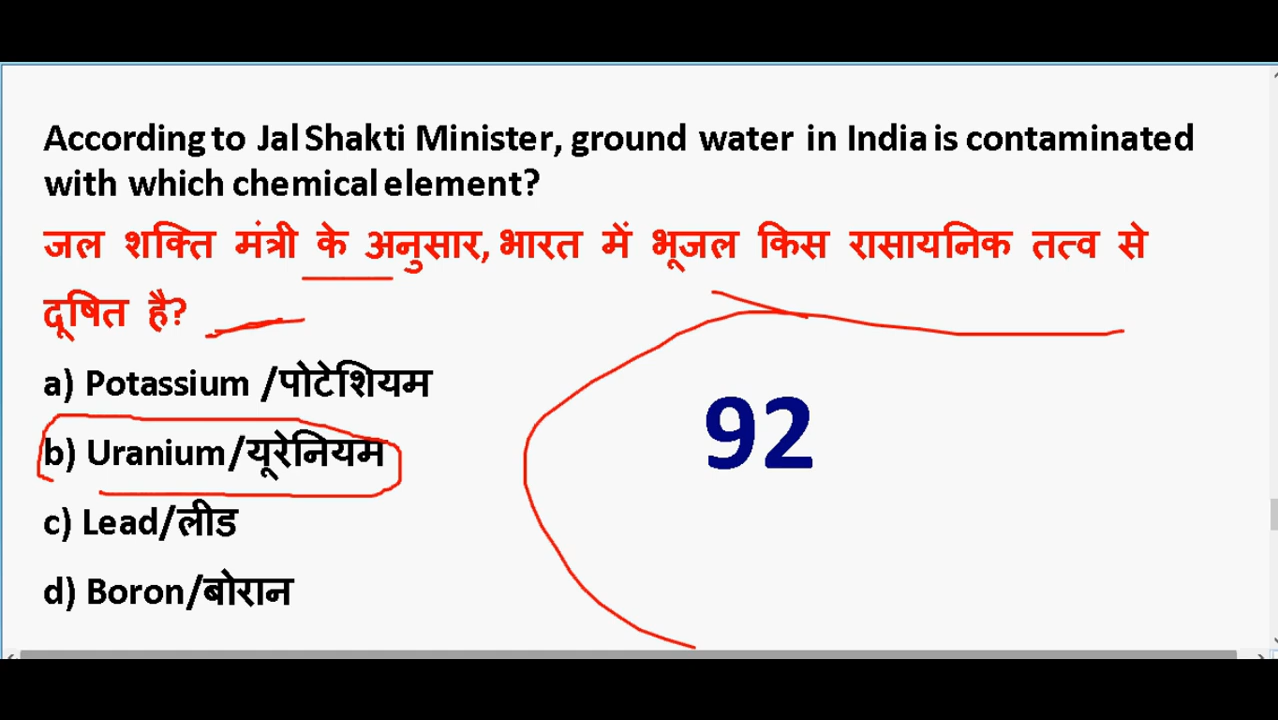 According to Jal Shakti Minister, ground water in India is contaminated
with which chemical element?
जल शक्ति मंत्री के अनुसार, भारत में भूजल किस रासायनिक तत्व से
दूषित है?
a) Potassium /पोटेशियम
b) Uranium/यूरेनियम
92
c) Lead/लीड
d) Boron/बोरान